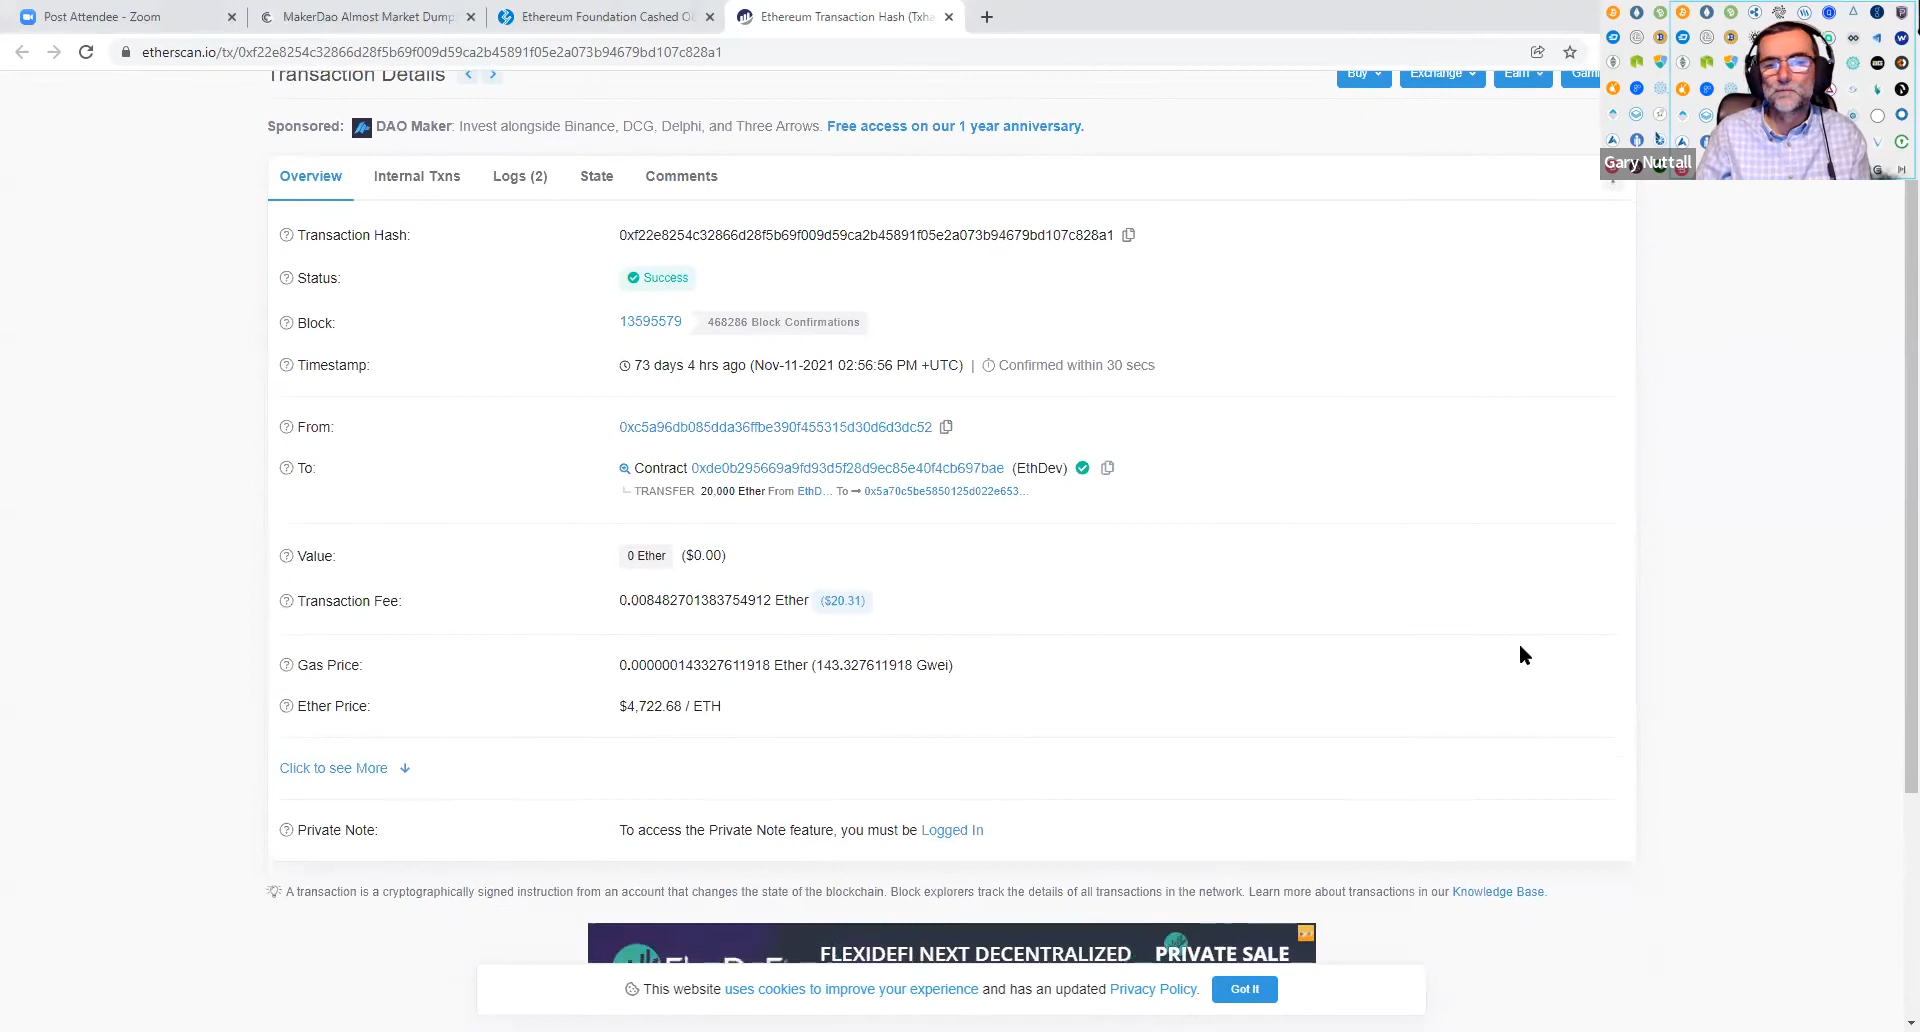 Post Attendee - Zoom
MakerDao Almost Market Dump
Ethereum Foundation Cashed O
Ethereum Transaction Hash (Txha
etherscan.io/tx/0xf22e8254c32866d28f5b69f009d59ca2b45891f05e2a073b94679bd107c828a1
Transaction Details
Buy
Exchange
Earn
Gami
Sponsored: DAO Maker: Invest alongside Binance, DCG, Delphi, and Three Arrows. Free access on our 1 year anniversary.
Gary Nuttall
Overview Internal Txns Logs (2) State Comments
Transaction Hash: 0xf22e8254c32866d28f5b69f009d59ca2b45891f05e2a073b94679bd107c828a1
Status: Success
Block: 13595579 468286 Block Confirmations
Timestamp: 73 days 4 hrs ago (Nov-11-2021 02:56:56 PM +UTC) | Confirmed within 30 secs
From: 0xc5a96db085dda36ffbe390f455315d30d6d3dc52
To: Contract 0xde0b295669a9fd93d5f28d9ec85e40f4cb697bae (EthDev)
TRANSFER 20,000 Ether From EthD... To → 0x5a70c5be5850125d022e653...
Value: 0 Ether ($0.00)
Transaction Fee: 0.008482701383754912 Ether ($20.31)
Gas Price: 0.000000143327611918 Ether (143.327611918 Gwei)
Ether Price: $4,722.68 / ETH
Click to see More
Private Note: To access the Private Note feature, you must be Logged In
A transaction is a cryptographically signed instruction from an account that changes the state of the blockchain. Block explorers track the details of all transactions in the network. Learn more about transactions in our Knowledge Base.
FLEXIDEFI NEXT DECENTRALIZED PRIVATE SALE
This website uses cookies to improve your experience and has an updated Privacy Policy. Got It